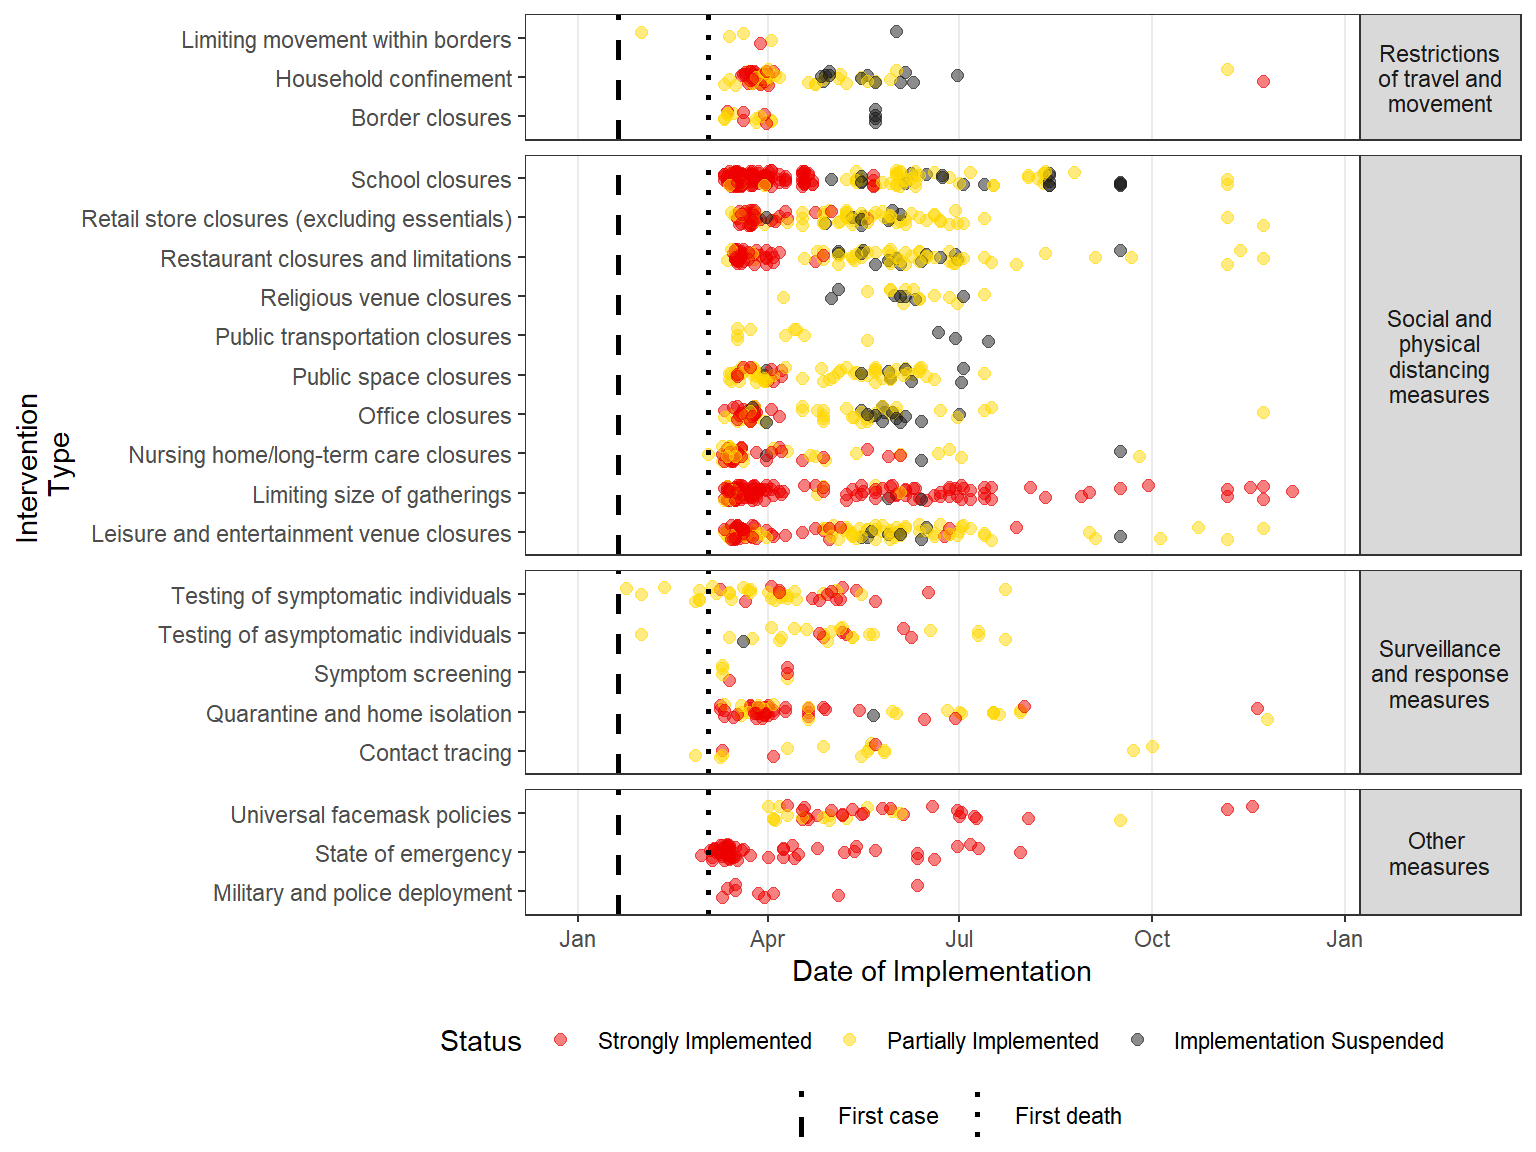 Limiting movement within borders
Household confinement
Border closures
Restrictions
of travel and
movement
School closures
Retail store closures (excluding essentials)
Restaurant closures and limitations
Religious venue closures
Public transportation closures
Public space closures
Office closures
Nursing home/long-term care closures
Limiting size of gatherings
Leisure and entertainment venue closures
Social and
physical
distancing
measures
Testing of symptomatic individuals
Testing of asymptomatic individuals
Symptom screening
Quarantine and home isolation
Contact tracing
Surveillance
and response
measures
Universal facemask policies
State of emergency
Military and police deployment
Other
measures
Intervention
Type
Jan
Apr
Jul
Oct
Jan
Date of Implementation
Status
Strongly Implemented
Partially Implemented
Implementation Suspended
First case
First death